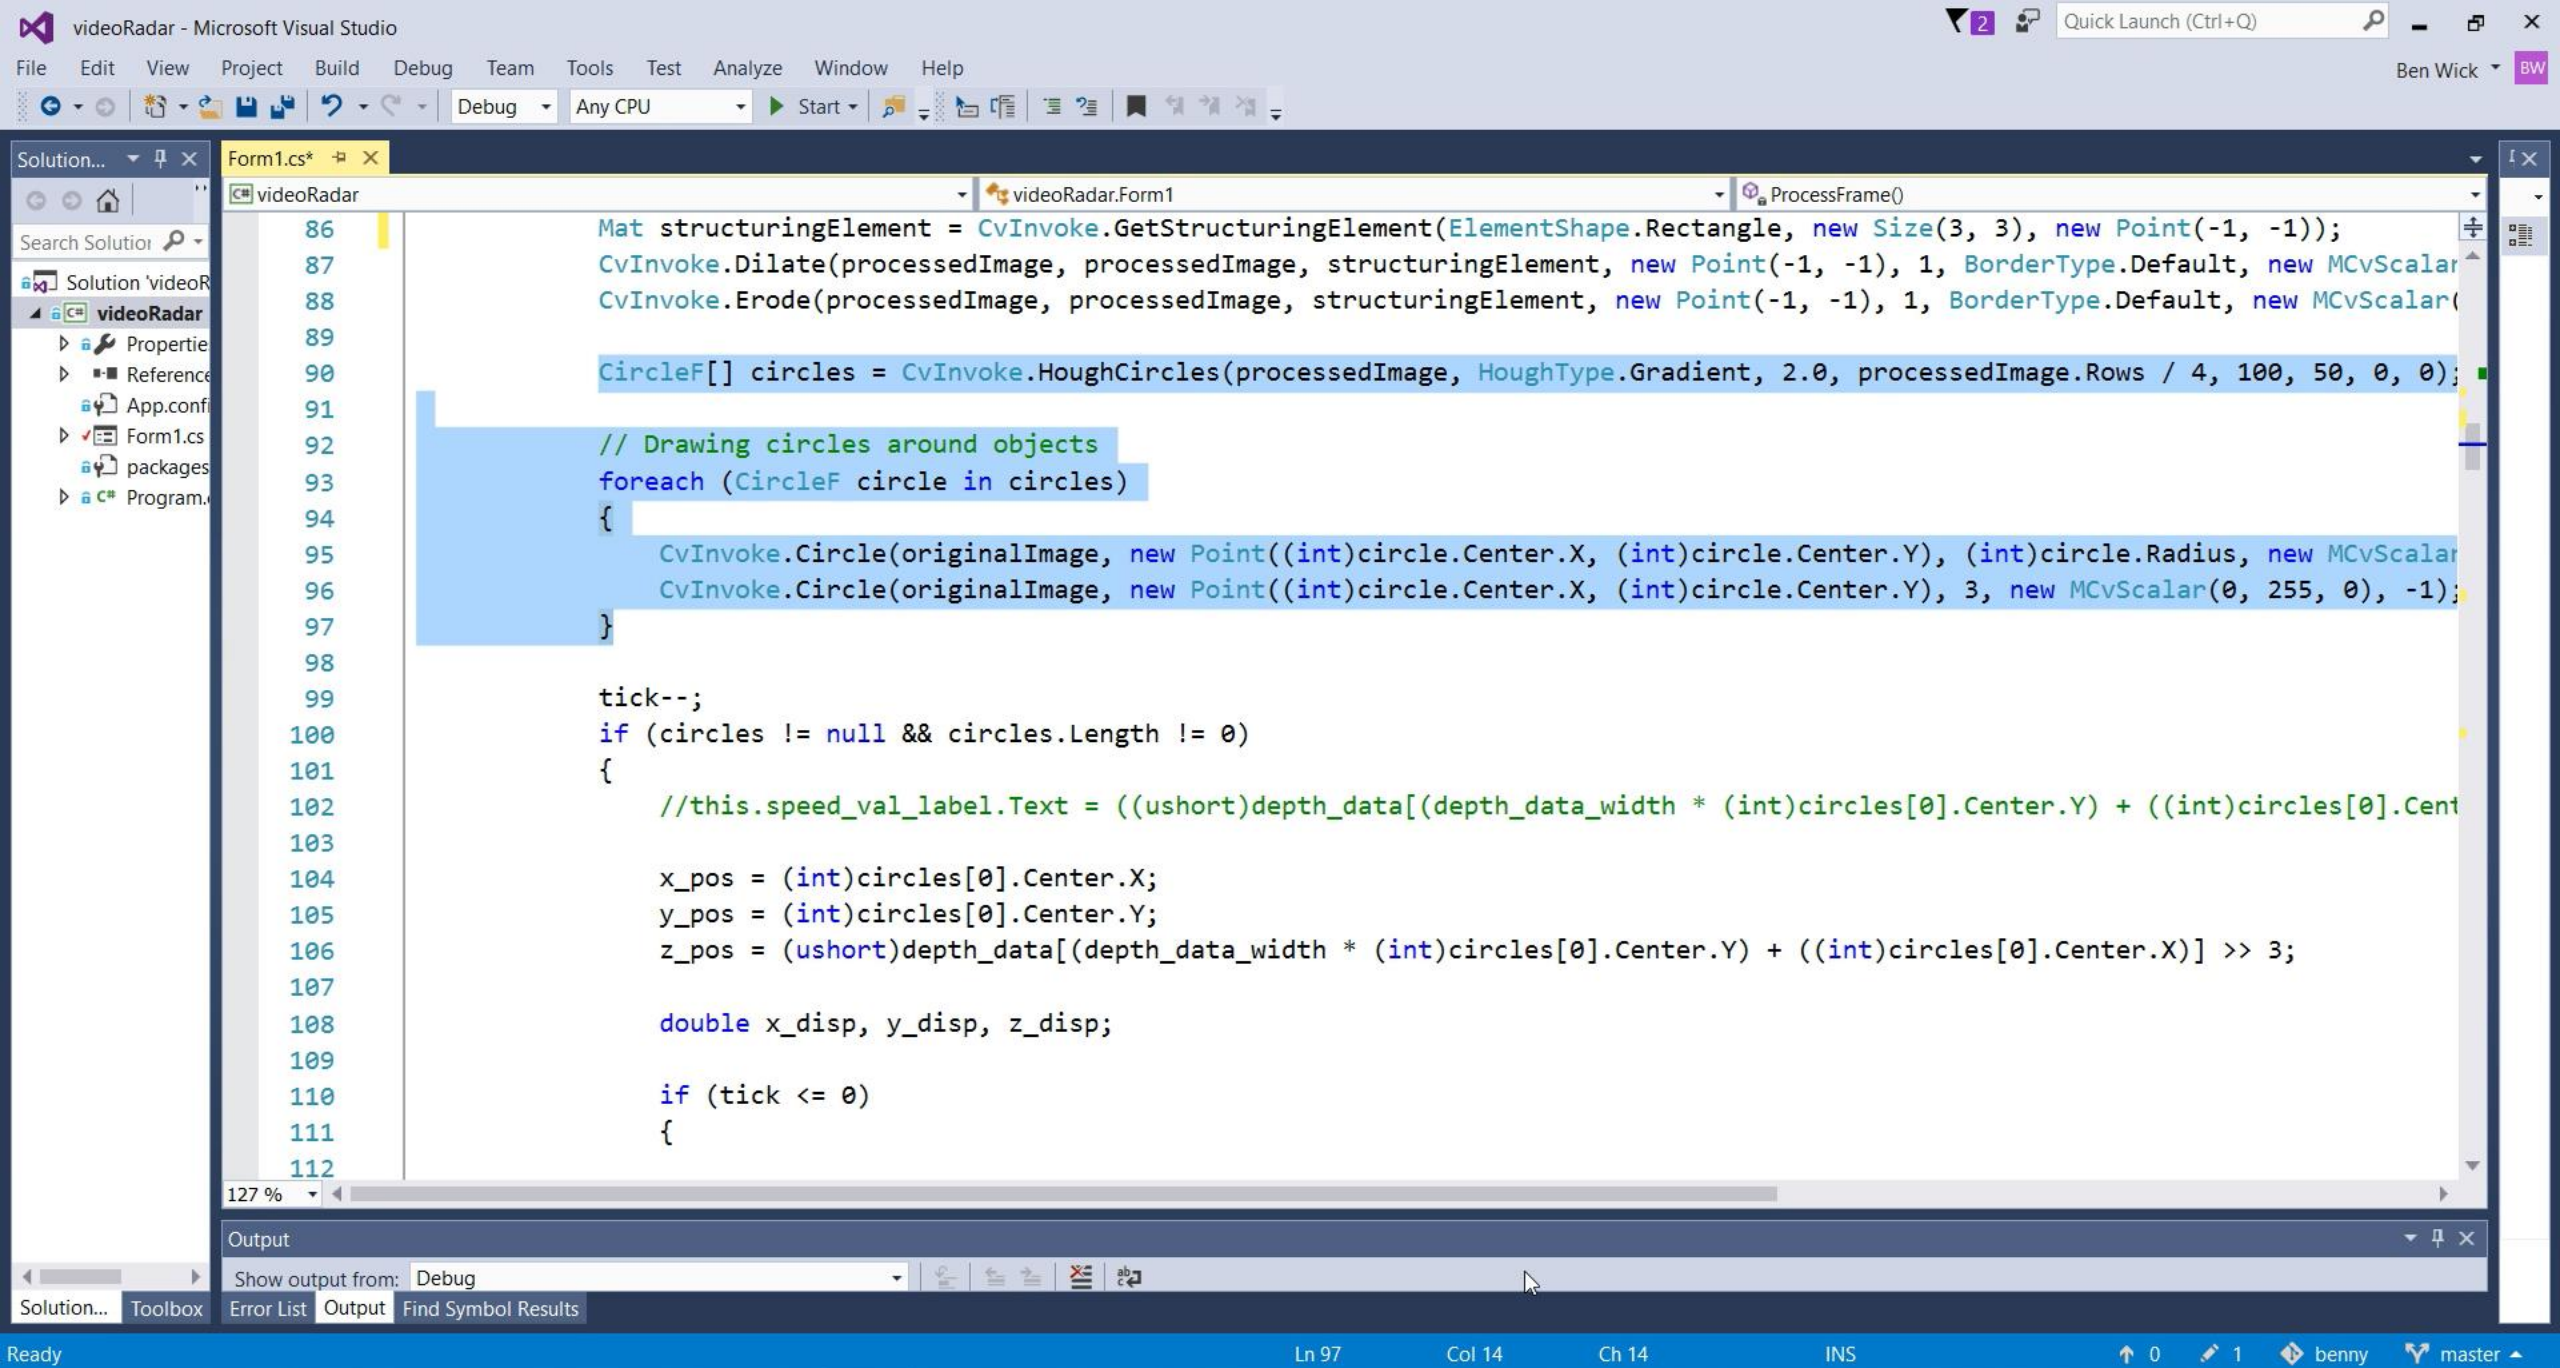 videoRadar - Microsoft Visual Studio
2
Quick Launch (Ctrl+Q)
File Edit View Project Build Debug Team Tools Test Analyze Window Help
Ben Wick
BW
Debug
Any CPU
Start
Solution...
Form1.cs*
C# videoRadar
videoRadar.Form1
ProcessFrame()
Search Solution
Solution 'videoR
C# videoRadar
Propertie
Reference
App.confi
Form1.cs
packages
C# Program.
86 Mat structuringElement = CvInvoke.GetStructuringElement(ElementShape.Rectangle, new Size(3, 3), new Point(-1, -1));
87 CvInvoke.Dilate(processedImage, processedImage, structuringElement, new Point(-1, -1), 1, BorderType.Default, new MCvScalar
88 CvInvoke.Erode(processedImage, processedImage, structuringElement, new Point(-1, -1), 1, BorderType.Default, new MCvScalar(
89
90 CircleF[] circles = CvInvoke.HoughCircles(processedImage, HoughType.Gradient, 2.0, processedImage.Rows / 4, 100, 50, 0, 0);
91
92 // Drawing circles around objects
93 foreach (CircleF circle in circles)
94 {
95 CvInvoke.Circle(originalImage, new Point((int)circle.Center.X, (int)circle.Center.Y), (int)circle.Radius, new MCvScalar
96 CvInvoke.Circle(originalImage, new Point((int)circle.Center.X, (int)circle.Center.Y), 3, new MCvScalar(0, 255, 0), -1);
97 }
98
99 tick--;
100 if (circles != null && circles.Length != 0)
101 {
102 //this.speed_val_label.Text = ((ushort)depth_data[(depth_data_width * (int)circles[0].Center.Y) + ((int)circles[0].Cent
103
104 x_pos = (int)circles[0].Center.X;
105 y_pos = (int)circles[0].Center.Y;
106 z_pos = (ushort)depth_data[(depth_data_width * (int)circles[0].Center.Y) + ((int)circles[0].Center.X)] >> 3;
107
108 double x_disp, y_disp, z_disp;
109
110 if (tick <= 0)
111 {
112
127 %
Output
Show output from: Debug
Solution... Toolbox
Error List Output Find Symbol Results
Ready
Ln 97 Col 14 Ch 14 INS
0 1 benny master